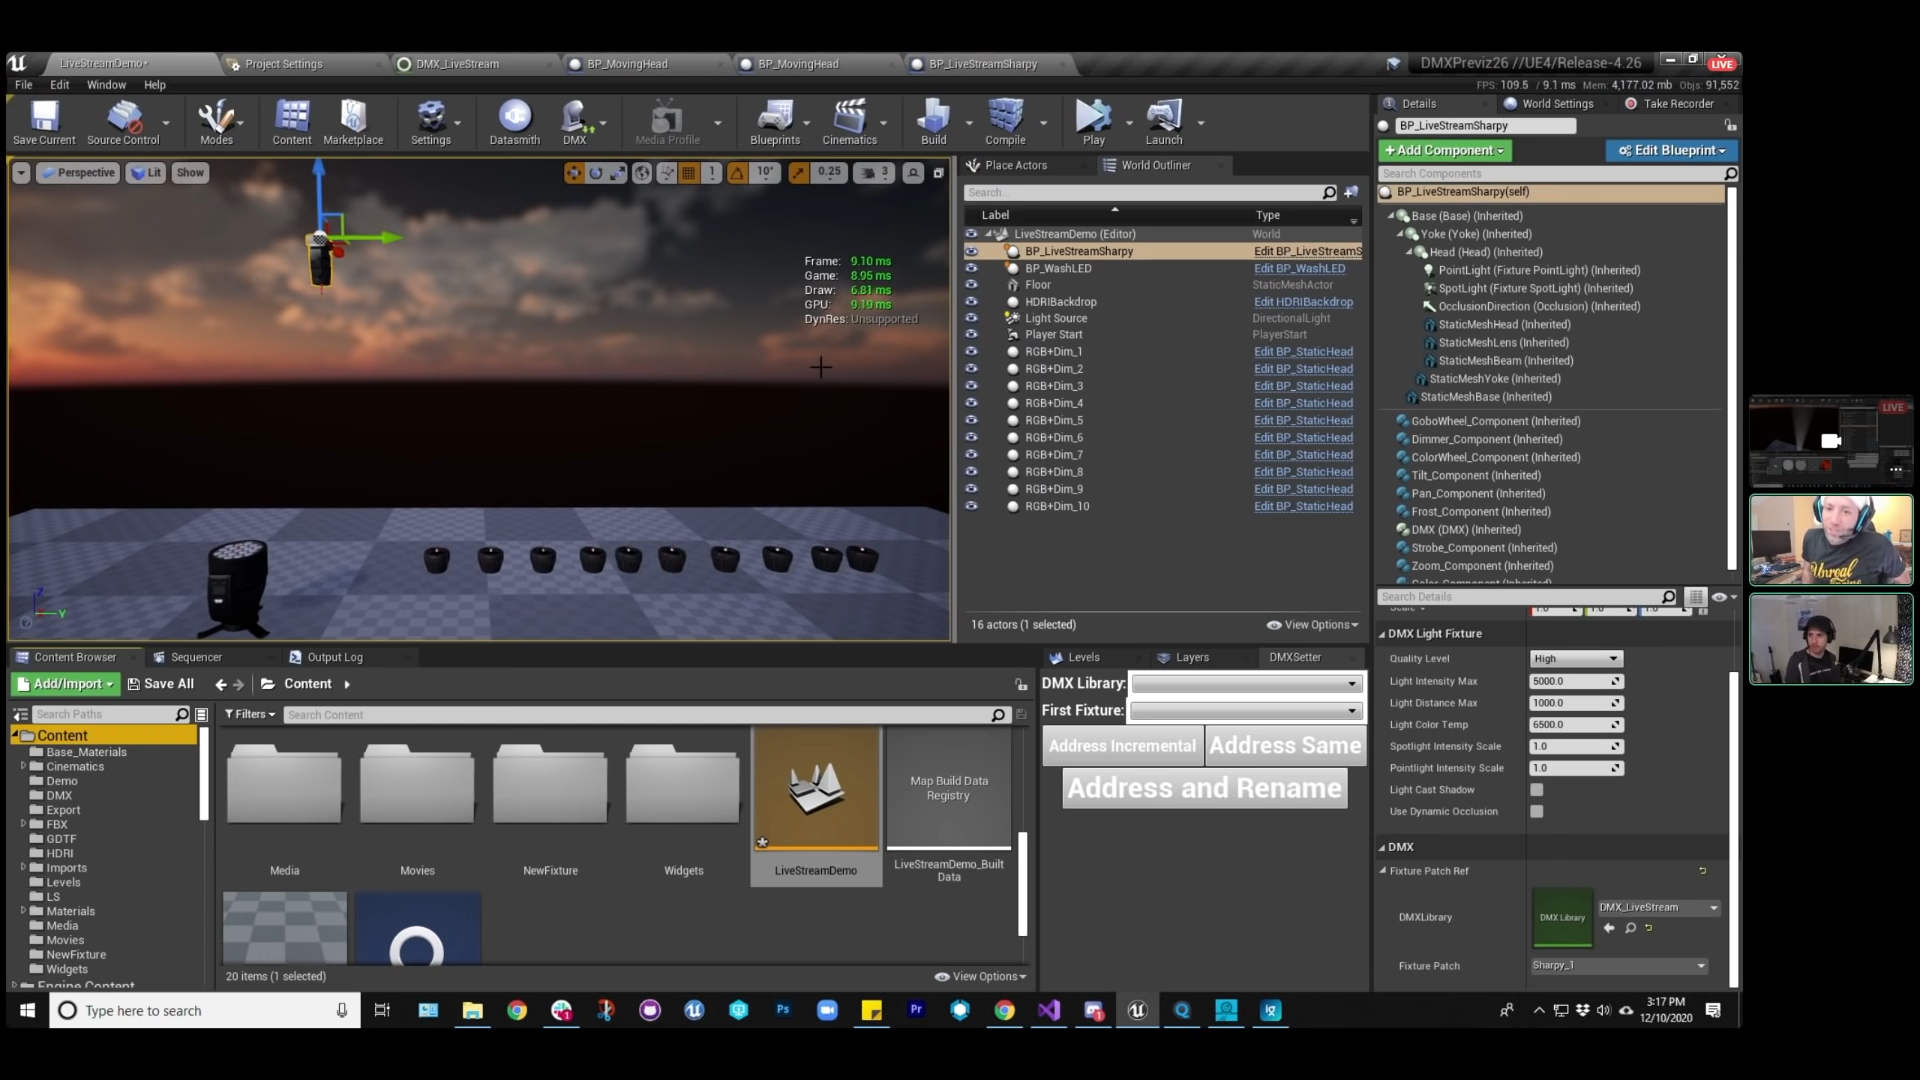 LiveStreamDemo*
Project Settings
DMX_LiveStream
BP_MovingHead
BP_MovingHead
BP_LiveStreamSharpy
DMXPreviz26 //UE4/Release-4.26
LIVE
File Edit Window Help
FPS: 109.5 / 9.1 ms Mem: 4,177.02 mb Objs: 91,552
Save Current
Source Control
Modes
Content
Marketplace
Settings
Datasmith
DMX
Media Profile
Blueprints
Cinematics
Build
Compile
Play
Launch
Perspective
Lit
Show
1
10°
0.25
3
Frame: 9.10 ms
Game: 8.95 ms
Draw: 6.81 ms
GPU: 9.19 ms
DynRes: Unsupported
Z
Y
Place Actors
World Outliner
Search...
Label Type
LiveStreamDemo (Editor) World
BP_LiveStreamSharpy Edit BP_LiveStreamS
BP_WashLED Edit BP_WashLED
Floor StaticMeshActor
HDRIBackdrop Edit HDRIBackdrop
Light Source DirectionalLight
Player Start PlayerStart
RGB+Dim_1 Edit BP_StaticHead
RGB+Dim_2 Edit BP_StaticHead
RGB+Dim_3 Edit BP_StaticHead
RGB+Dim_4 Edit BP_StaticHead
RGB+Dim_5 Edit BP_StaticHead
RGB+Dim_6 Edit BP_StaticHead
RGB+Dim_7 Edit BP_StaticHead
RGB+Dim_8 Edit BP_StaticHead
RGB+Dim_9 Edit BP_StaticHead
RGB+Dim_10 Edit BP_StaticHead
16 actors (1 selected)
View Options
Details
World Settings
Take Recorder
BP_LiveStreamSharpy
+Add Component
Edit Blueprint
Search Components
BP_LiveStreamSharpy(self)
Base (Base) (Inherited)
Yoke (Yoke) (Inherited)
Head (Head) (Inherited)
PointLight (Fixture PointLight) (Inherited)
SpotLight (Fixture SpotLight) (Inherited)
OcclusionDirection (Occlusion) (Inherited)
StaticMeshHead (Inherited)
StaticMeshLens (Inherited)
StaticMeshBeam (Inherited)
StaticMeshYoke (Inherited)
StaticMeshBase (Inherited)
GoboWheel_Component (Inherited)
Dimmer_Component (Inherited)
ColorWheel_Component (Inherited)
Tilt_Component (Inherited)
Pan_Component (Inherited)
Frost_Component (Inherited)
DMX (DMX) (Inherited)
Strobe_Component (Inherited)
Zoom_Component (Inherited)
Search Details
DMX Light Fixture
Quality Level High
Light Intensity Max 5000.0
Light Distance Max 1000.0
Light Color Temp 6500.0
Spotlight Intensity Scale 1.0
Pointlight Intensity Scale 1.0
Light Cast Shadow
Use Dynamic Occlusion
DMX
Fixture Patch Ref
DMXLibrary
DMX Library
DMX_LiveStream
Fixture Patch Sharpy_1
Content Browser
Sequencer
Output Log
Add/Import
Save All
Content
Search Paths
Filters
Search Content
Content
Base_Materials
Cinematics
Demo
DMX
Export
FBX
GDTF
HDRI
Imports
Levels
LS
Materials
Media
Movies
NewFixture
Widgets
Engine Content
Media
Movies
NewFixture
Widgets
LiveStreamDemo
Map Build Data
Registry
LiveStreamDemo_Built
Data
20 items (1 selected)
View Options
Levels
Layers
DMXSetter
DMX Library:
First Fixture:
Address Incremental
Address Same
Address and Rename
LIVE
Unreal
Type here to search
Ps
Pr
ig
3:17 PM
12/10/2020